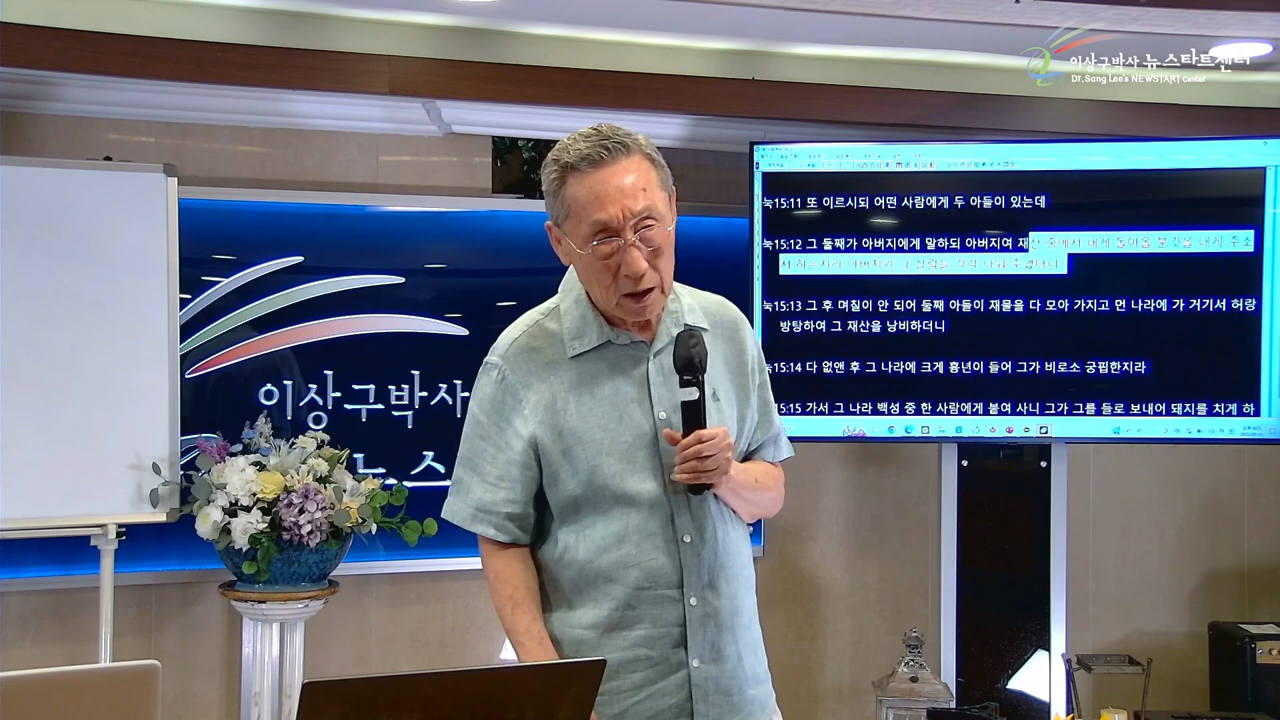 이상구박사 뉴스타트센터
Dr. Sang Lee's NEWSTART Center
눅15:11 또 이르시되 어떤 사람에게 두 아들이 있는데
눅15:12 그 둘째가 아버지에게 말하되 아버지여 재산 중에서 내게 돌아올 분깃을 내게 주소
서 하는지라 아버지가 그 살림을 각각 나눠 주었더니
눅15:13 그 후 며칠이 안 되어 둘째 아들이 재물을 다 모아 가지고 먼 나라에 가 거기서 허랑
방탕하여 그 재산을 낭비하더니
눅15:14 다 없앤 후 그 나라에 크게 흉년이 들어 그가 비로소 궁핍한지라
눅15:15 가서 그 나라 백성 중 한 사람에게 붙여 사니 그가 그를 들로 보내어 돼지를 치게 하
이상구박사
뉴스